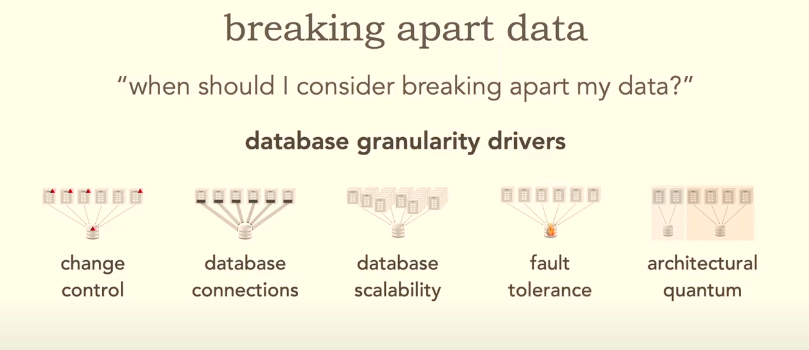 breaking apart data
“when should I consider breaking apart my data?”
database granularity drivers
change control
database connections
database scalability
fault tolerance
architectural quantum